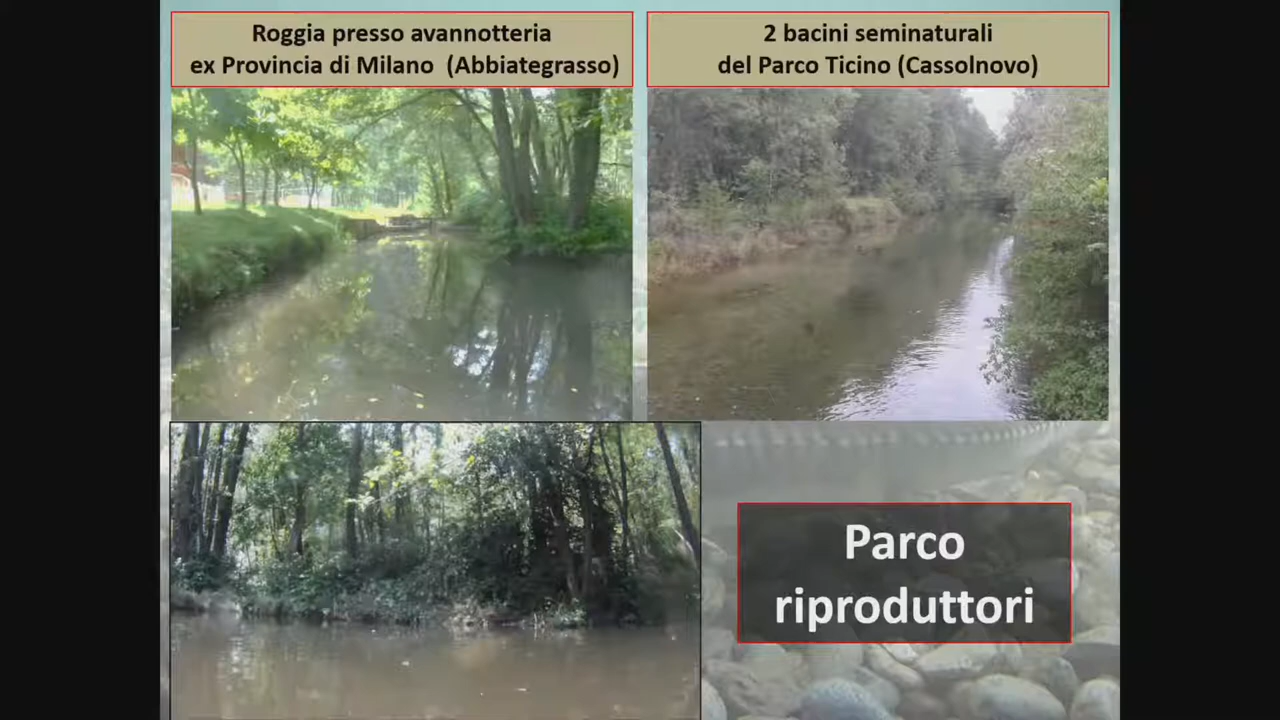 Roggia presso avannotteria
ex Provincia di Milano (Abbiategrasso)
2 bacini seminaturali
del Parco Ticino (Cassolnovo)
Parco
riproduttori